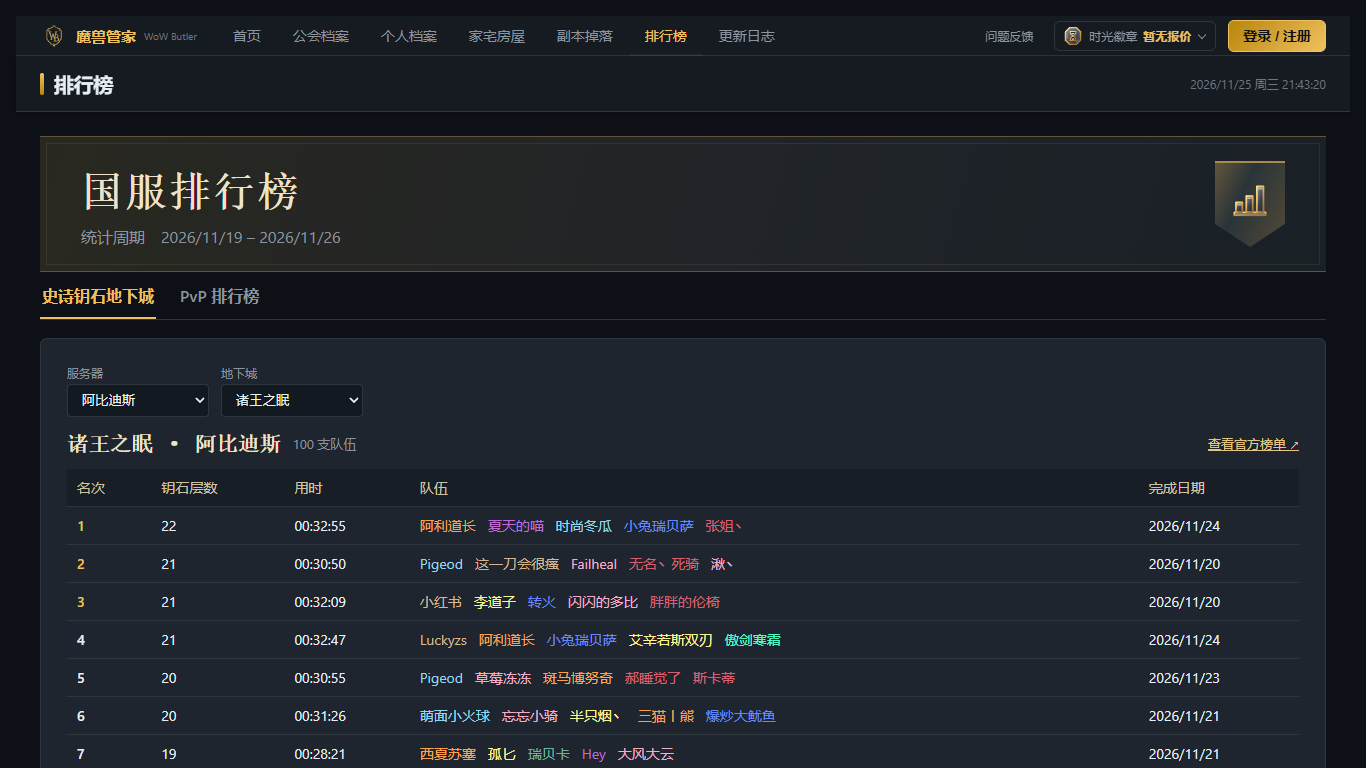 魔兽管家 WoW Butler 首页 公会档案 个人档案 家宅房屋 副本掉落 排行榜 更新日志 问题反馈 时光徽章 暂无报价 登录 / 注册
排行榜 2026/11/25 周三 21:43:20
国服排行榜
统计周期 2026/11/19 – 2026/11/26
史诗钥石地下城 PvP 排行榜
服务器 地下城
阿比迪斯 诸王之眠
诸王之眠 • 阿比迪斯 100 支队伍 查看官方榜单 ↗
名次 钥石层数 用时 队伍 完成日期
1 22 00:32:55 阿利道长 夏天的喵 时尚冬瓜 小兔瑞贝萨 张姐丶 2026/11/24
2 21 00:30:50 Pigeod 这一刀会很痛 Failheal 无名丶死骑 湫丶 2026/11/20
3 21 00:32:09 小红书 李道子 转火 闪闪的多比 胖胖的伦椅 2026/11/20
4 21 00:32:47 Luckyzs 阿利道长 小兔瑞贝萨 艾辛若斯双刃 傲剑寒霜 2026/11/24
5 20 00:30:55 Pigeod 草莓冻冻 斑马博努奇 郝睡觉了 斯卡蒂 2026/11/23
6 20 00:31:26 萌面小火球 忘忘小骑 半只烟丶 三猫丨熊 爆炒大鱿鱼 2026/11/21
7 19 00:28:21 西夏苏塞 孤匕 瑞贝卡 Hey 大风大云 2026/11/21